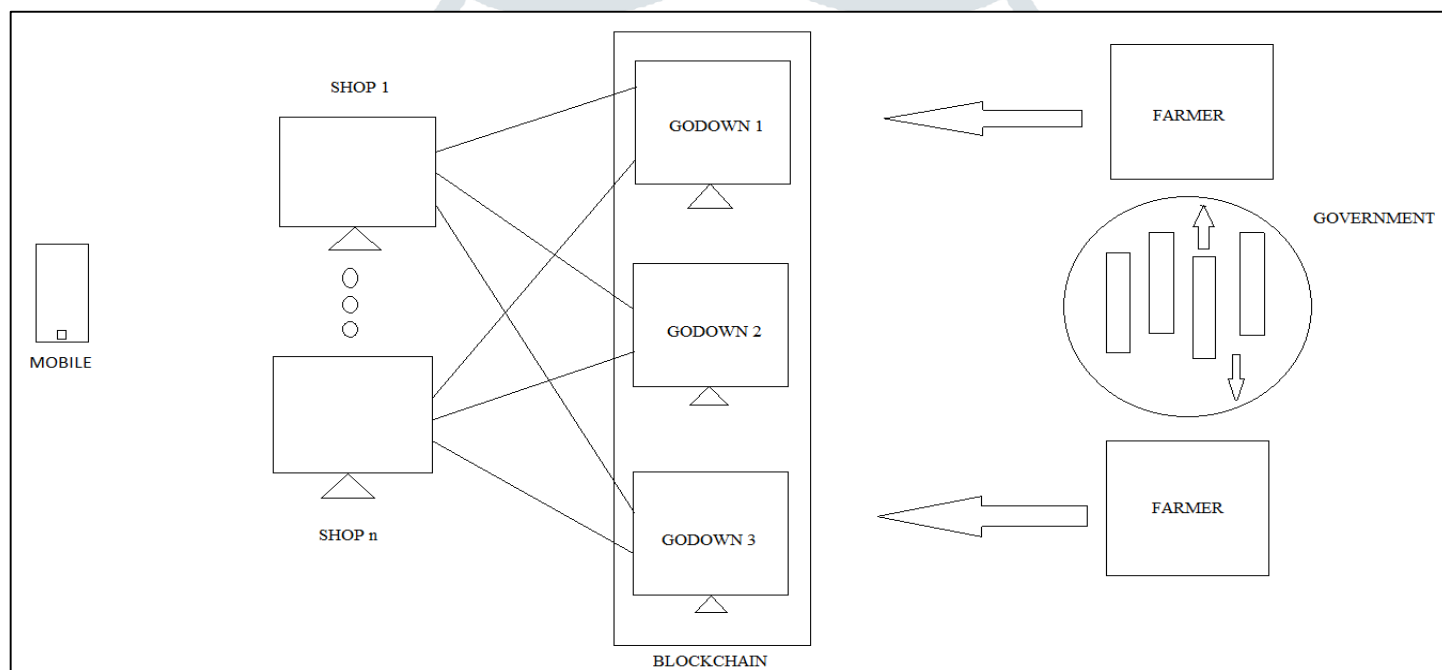 SHOP 1
GODOWN 1
FARMER
GOVERNMENT
MOBILE
GODOWN 2
SHOP n
GODOWN 3
FARMER
BLOCKCHAIN